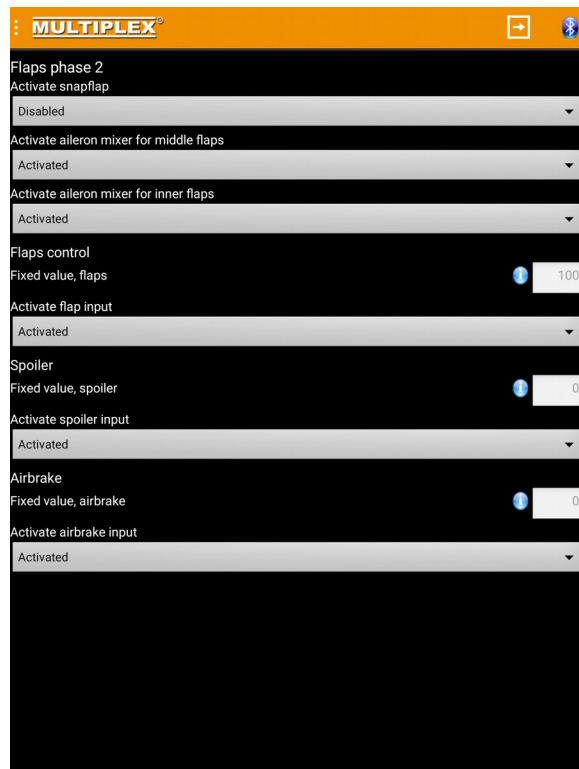 MULTIPLEX®
Flaps phase 2
Activate snapflap
Disabled
Activate aileron mixer for middle flaps
Activated
Activate aileron mixer for inner flaps
Activated
Flaps control
Fixed value, flaps 100
Activate flap input
Activated
Spoiler
Fixed value, spoiler 0
Activate spoiler input
Activated
Airbrake
Fixed value, airbrake 0
Activate airbrake input
Activated